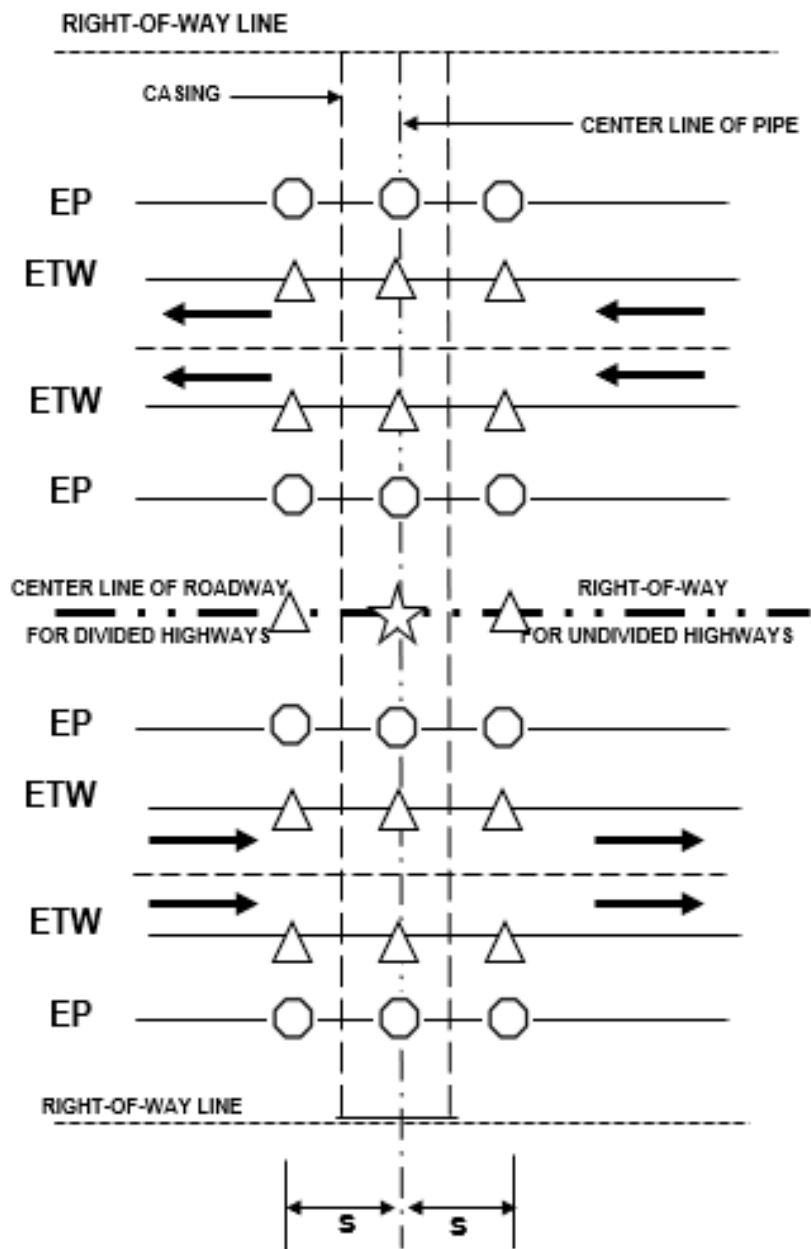 RIGHT-OF-WAY LINE
CASING
CENTER LINE OF PIPE
EP
ETW
ETW
EP
CENTER LINE OF ROADWAY
RIGHT-OF-WAY
FOR DIVIDED HIGHWAYS
FOR UNDIVIDED HIGHWAYS
EP
ETW
ETW
EP
RIGHT-OF-WAY LINE
S
S